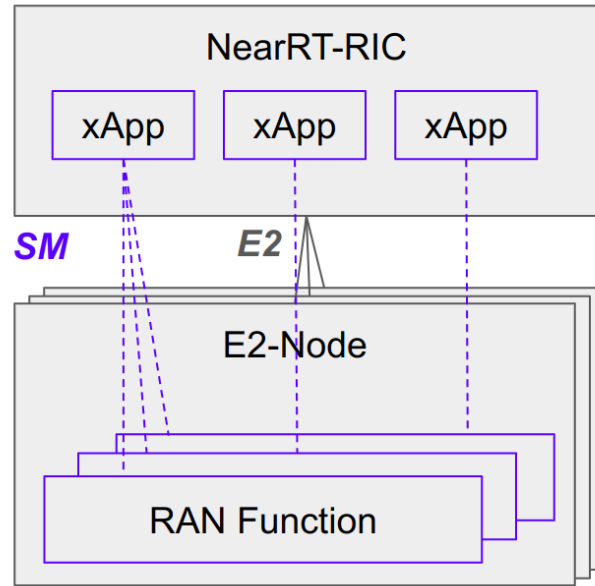 NearRT-RIC
xApp xApp xApp
SM E2
E2-Node
RAN Function